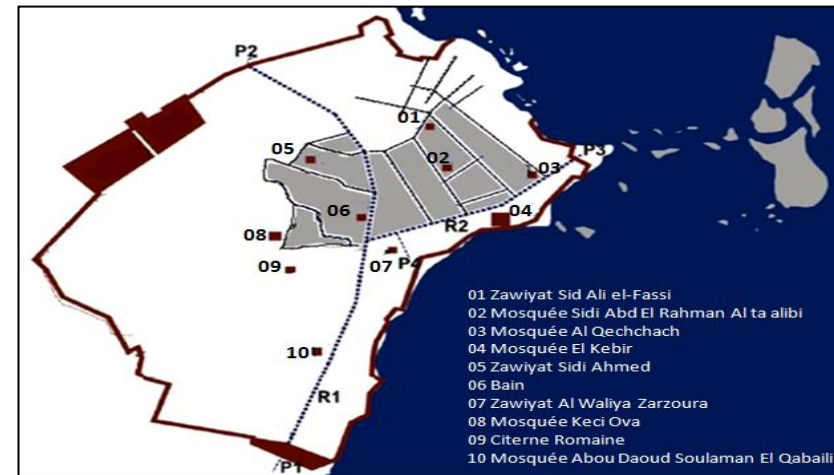 P2
01
05
02
P3
03
06
04
R2
08
07
P4
09
01 Zawiyat Sid Ali el-Fassi
02 Mosquée Sidi Abd El Rahman Al ta alibi
03 Mosquée Al Qechchach
04 Mosquée El Kebir
10
05 Zawiyat Sidi Ahmed
06 Bain
R1
07 Zawiyat Al Waliya Zarzoura
08 Mosquée Keci Ova
09 Citerne Romaine
P1
10 Mosquée Abou Daoud Soulaman El Qabaili